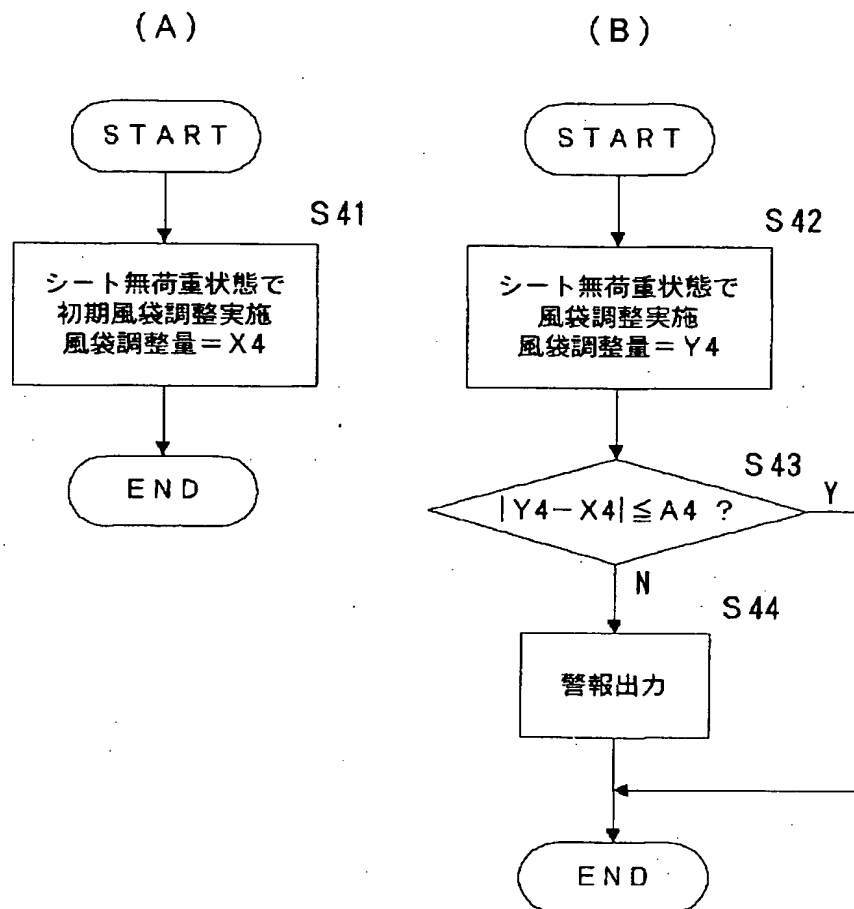 (A)
START
S41
シート無荷重状態で
初期風袋調整実施
風袋調整量=X4
END
(B)
START
S42
シート無荷重状態で
風袋調整実施
風袋調整量=Y4
S43
|Y4-X4|≦A4 ?
Y
N
S44
警報出力
END